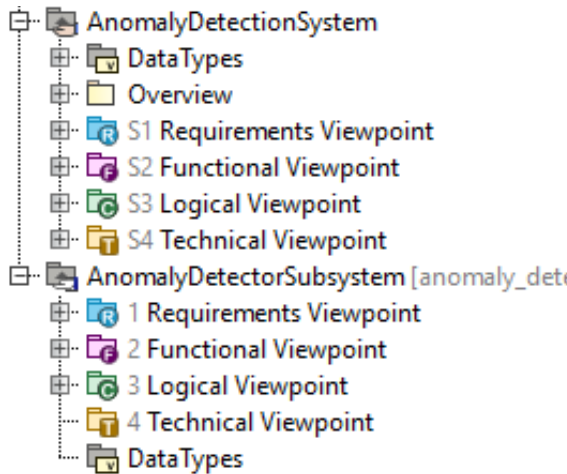 AnomalyDetectionSystem
DataTypes
Overview
S1 Requirements Viewpoint
S2 Functional Viewpoint
S3 Logical Viewpoint
S4 Technical Viewpoint
AnomalyDetectorSubsystem [anomaly_dete
1 Requirements Viewpoint
2 Functional Viewpoint
3 Logical Viewpoint
4 Technical Viewpoint
DataTypes